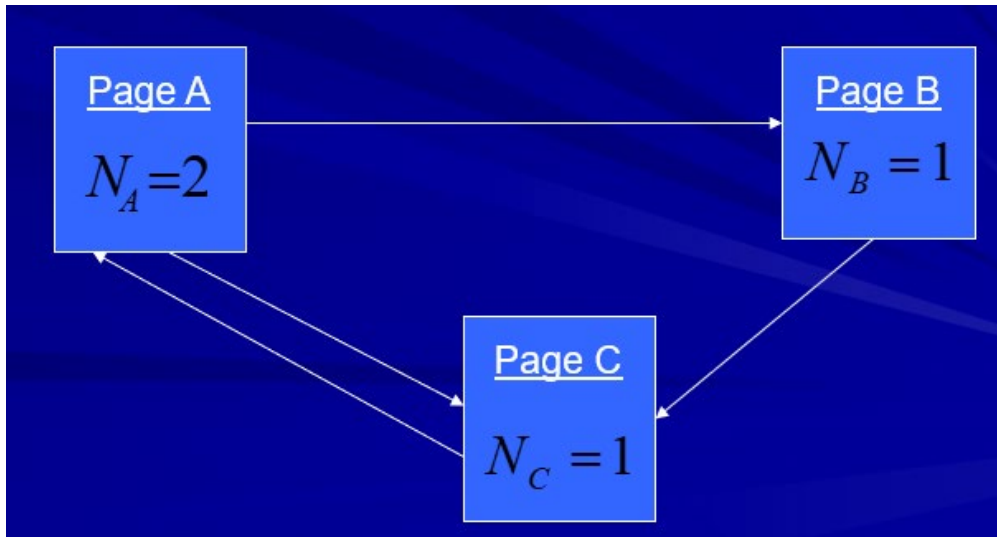 Page A
N_A=2
Page B
N_B = 1
Page C
N_C = 1